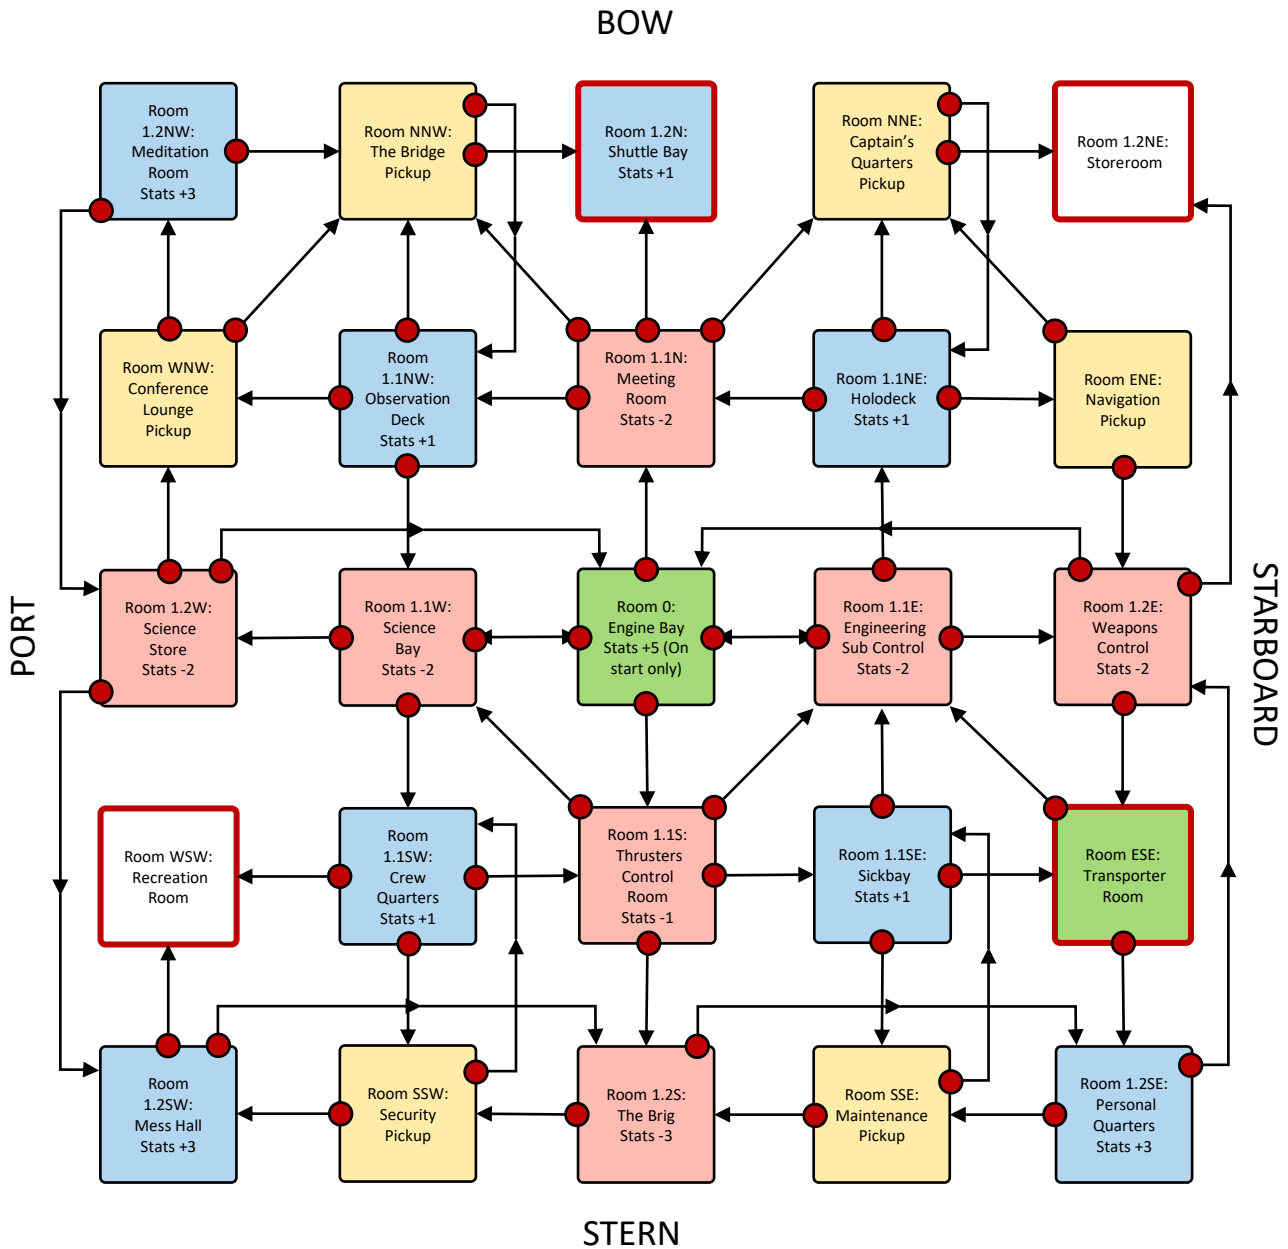 BOW
Room
1.2NW:
Meditation
Room
Stats +3
Room NNW:
The Bridge
Pickup
Room 1.2N:
Shuttle Bay
Stats +1
Room NNE:
Captain’s
Quarters
Pickup
Room 1.2NE:
Storeroom
Room WNW:
Conference
Lounge
Pickup
Room
1.1NW:
Observation
Deck
Stats +1
Room 1.1N:
Meeting
Room
Stats -2
Room 1.1NE:
Holodeck
Stats +1
Room ENE:
Navigation
Pickup
PORT
Room 1.2W:
Science
Store
Stats -2
Room 1.1W:
Science
Bay
Stats -2
Room 0:
Engine Bay
Stats +5 (On
start only)
Room 1.1E:
Engineering
Sub Control
Stats -2
Room 1.2E:
Weapons
Control
Stats -2
STARBOARD
Room WSW:
Recreation
Room
Room
1.1SW:
Crew
Quarters
Stats +1
Room 1.1S:
Thrusters
Control
Room
Stats -1
Room 1.1SE:
Sickbay
Stats +1
Room ESE:
Transporter
Room
Room
1.2SW:
Mess Hall
Stats +3
Room SSW:
Security
Pickup
Room 1.2S:
The Brig
Stats -3
Room SSE:
Maintenance
Pickup
Room 1.2SE:
Personal
Quarters
Stats +3
STERN